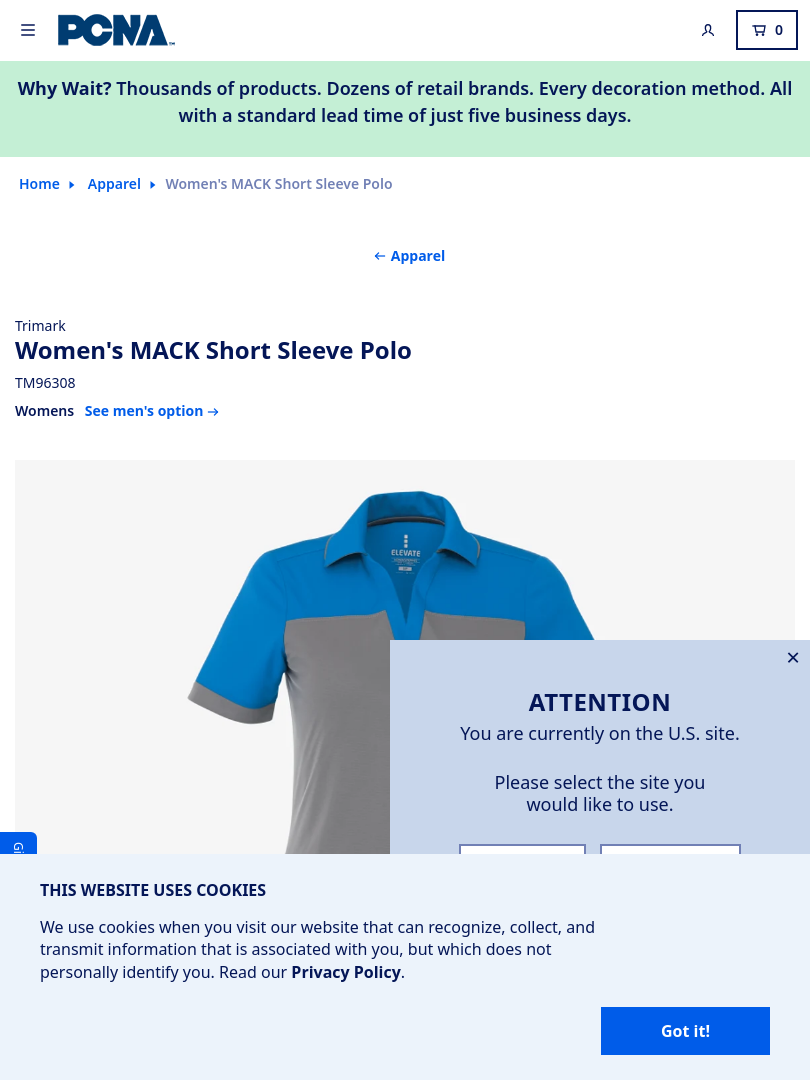 PCNA
0
Why Wait? Thousands of products. Dozens of retail brands. Every decoration method. All
with a standard lead time of just five business days.
Home Apparel Women's MACK Short Sleeve Polo
Apparel
Trimark
Women's MACK Short Sleeve Polo
TM96308
Womens See men's option
ELEVATE
ATTENTION
You are currently on the U.S. site.
Please select the site you
would like to use.
THIS WEBSITE USES COOKIES
We use cookies when you visit our website that can recognize, collect, and
transmit information that is associated with you, but which does not
personally identify you. Read our Privacy Policy.
Got it!